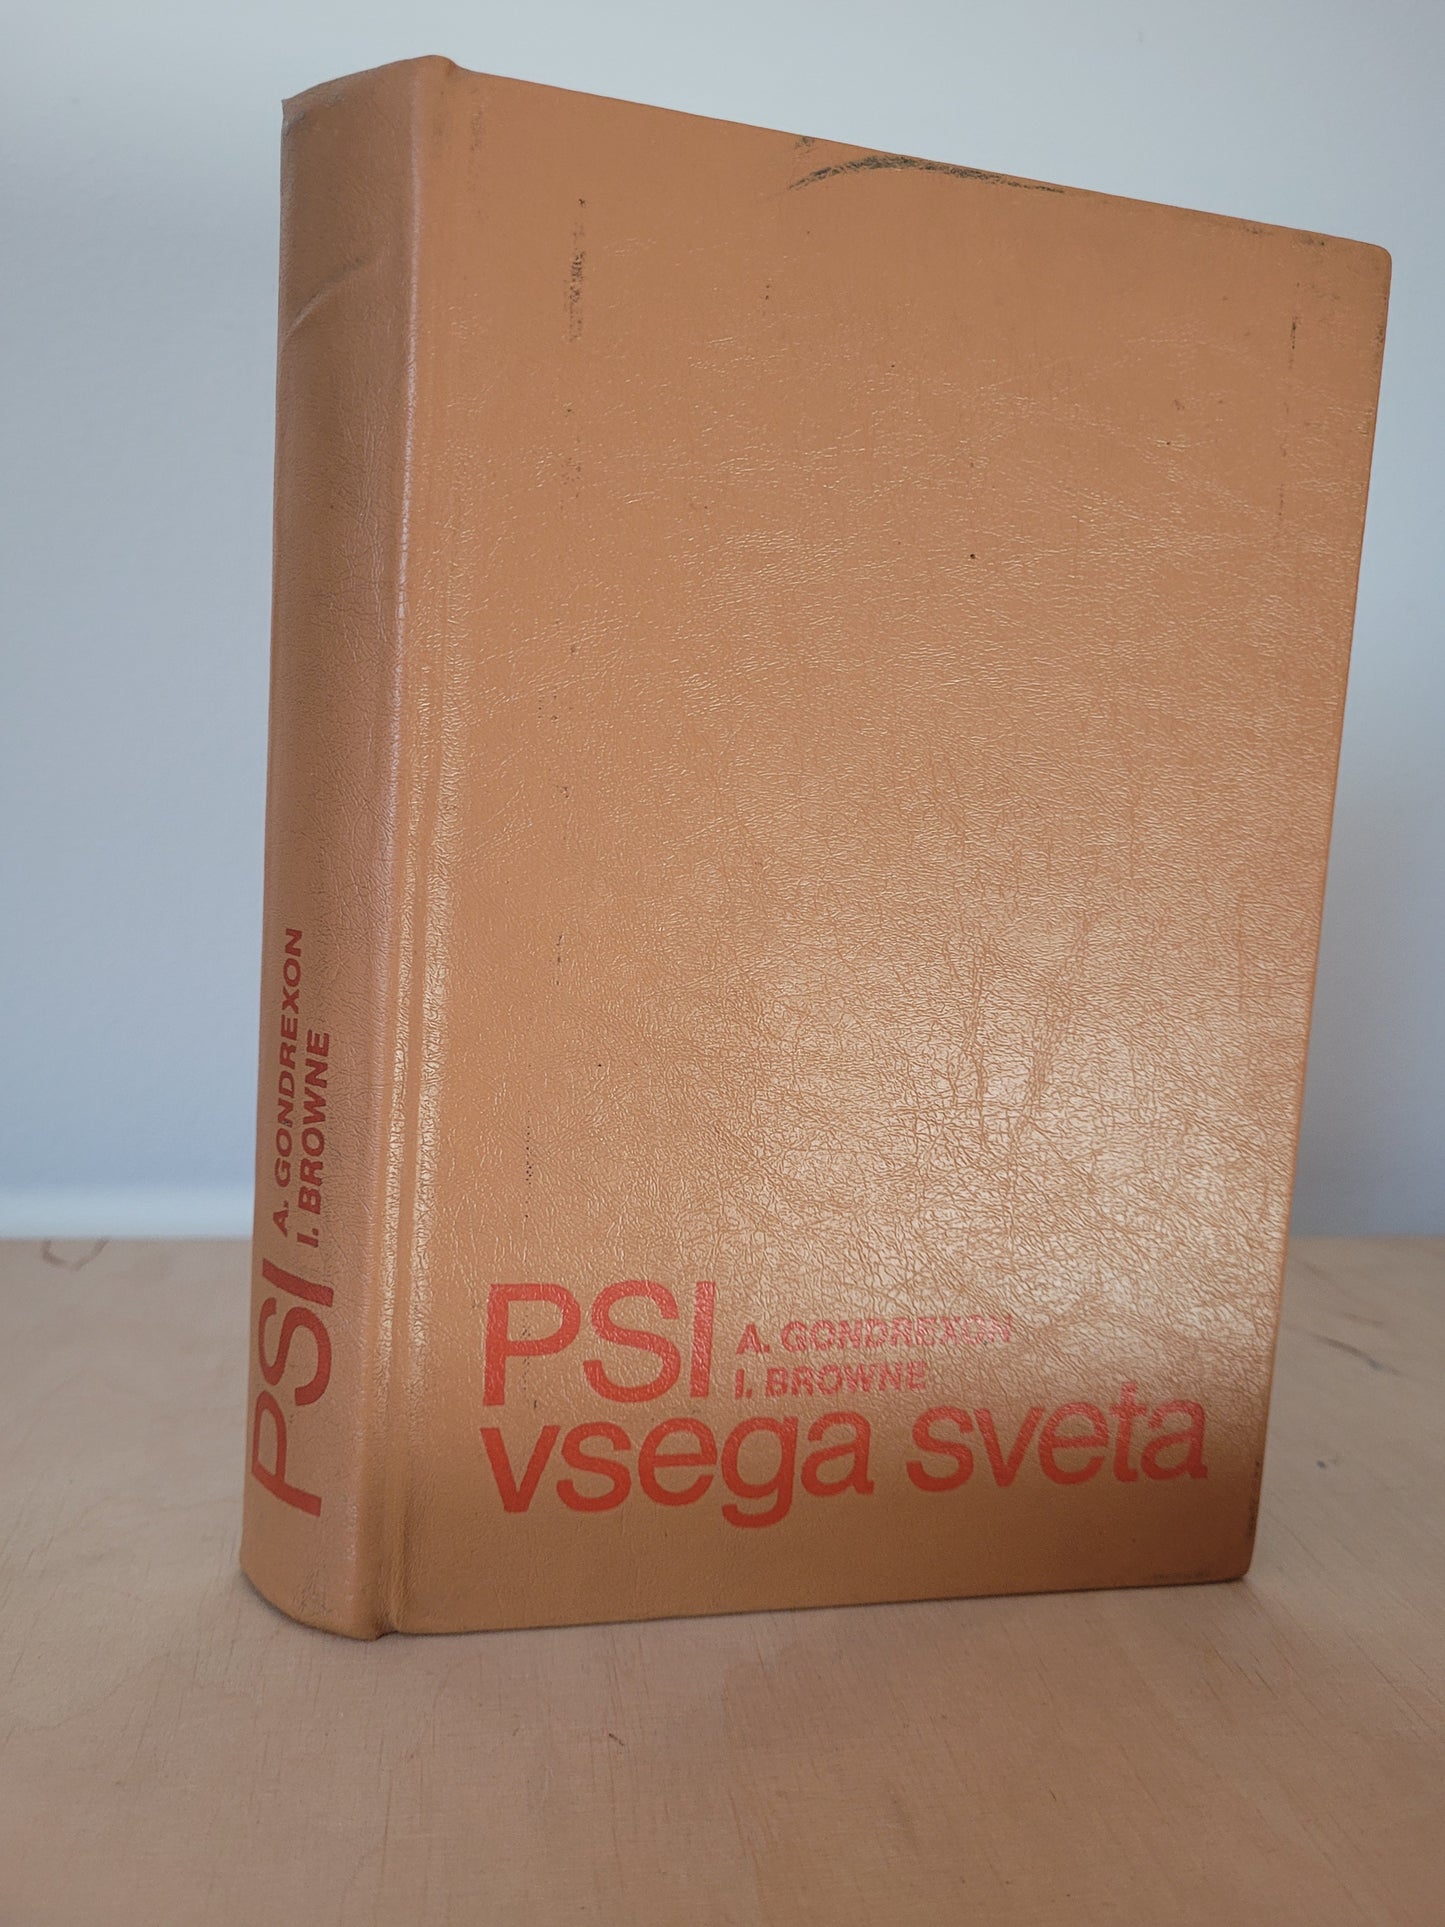 PSI
A. GONDREXON
I. BROWNE
PSI
A. GONDREXON
I. BROWNE
vsega sveta